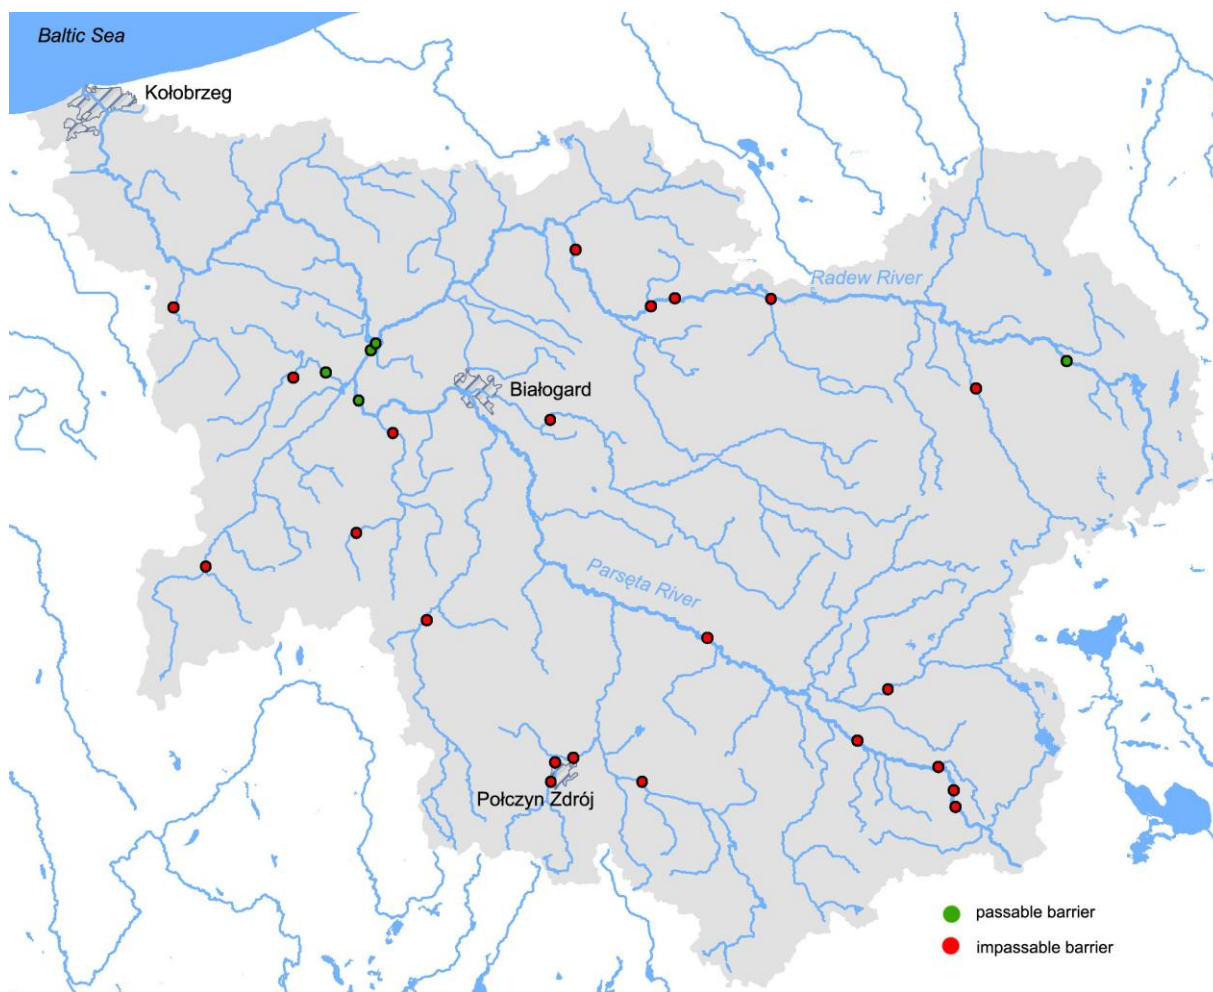 Baltic Sea
Kołobrzeg
Radew River
Białogard
Parsęta River
Połczyn Zdrój
passable barrier
impassable barrier